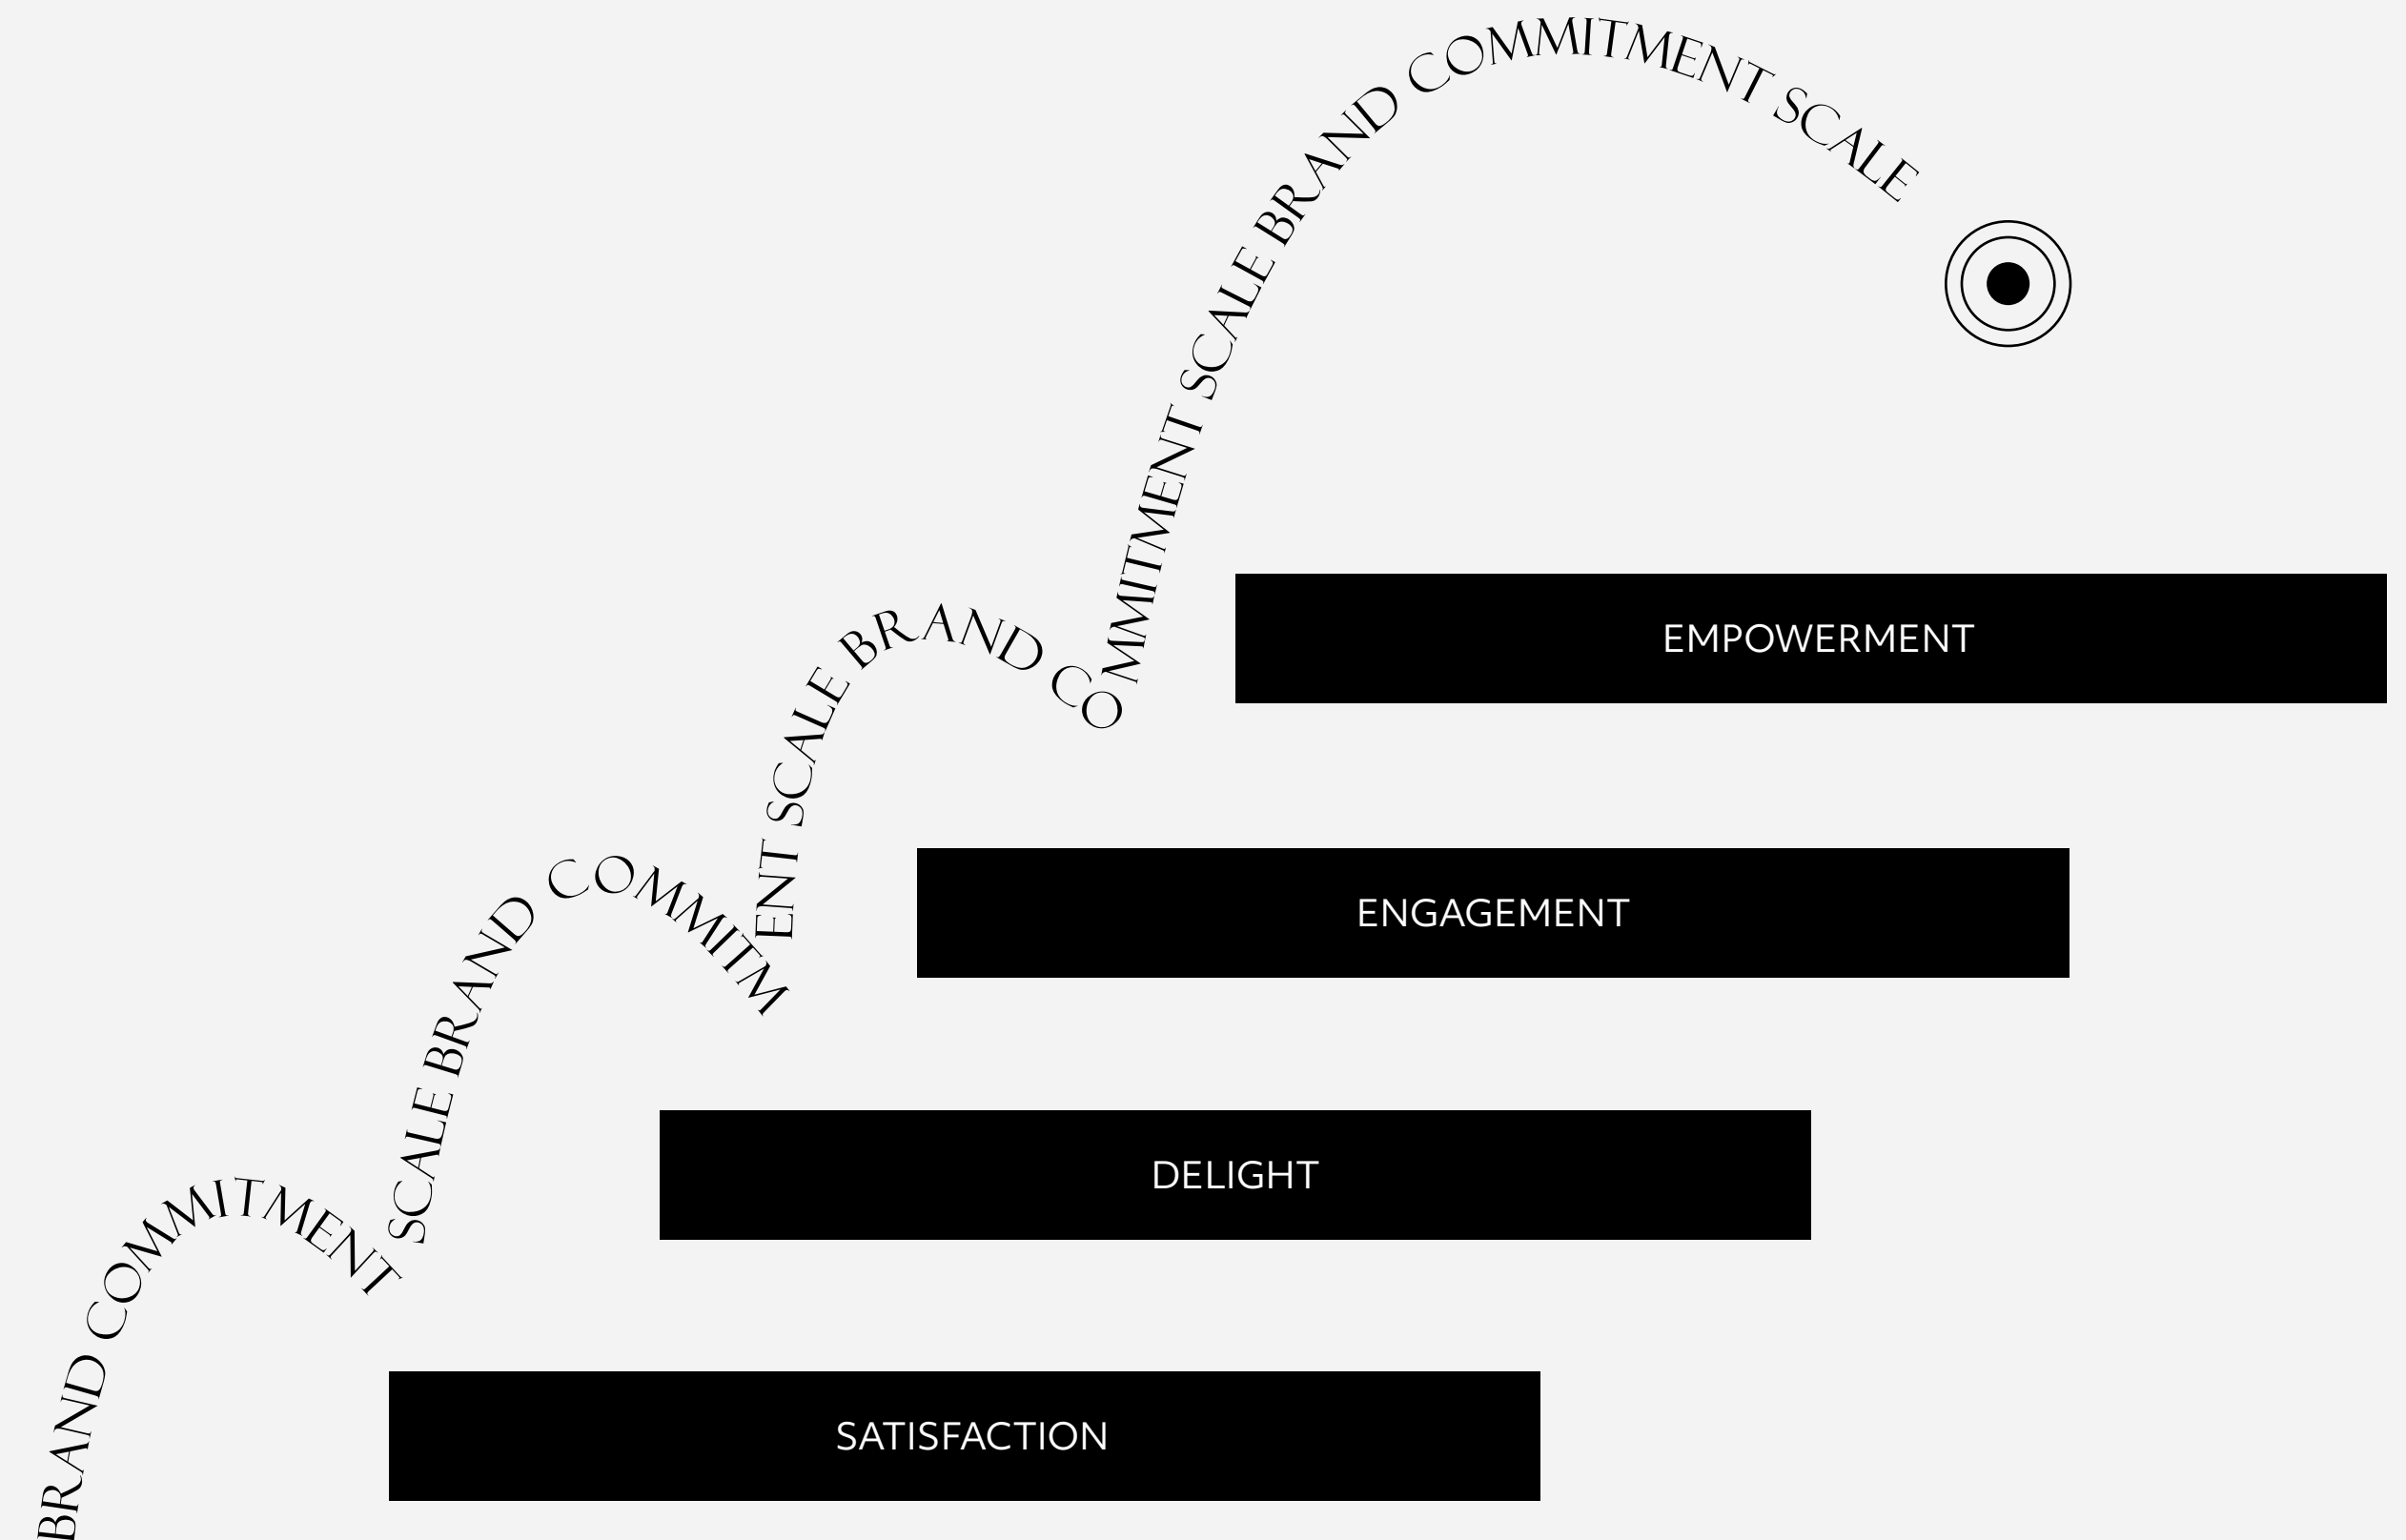 BRAND COMMITMENT SCALE BRAND COMMITMENT SCALE BRAND COMMITMENT SCALE BRAND COMMITMENT SCALE
EMPOWERMENT
ENGAGEMENT
DELIGHT
SATISFACTION